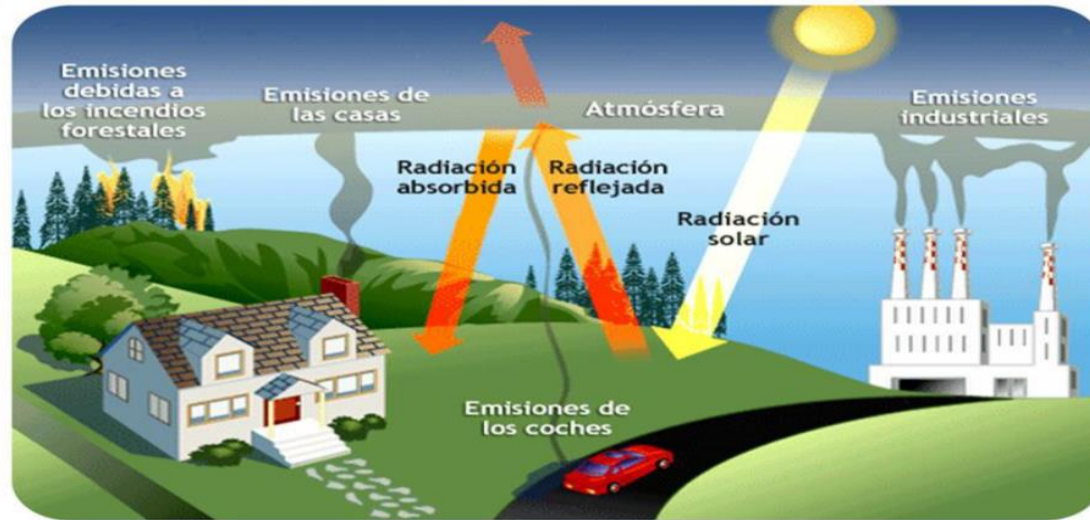 Emisiones
debidas a
los incendios
forestales
Emisiones de
las casas
Atmósfera
Emisiones
industriales
Radiación
absorbida
Radiación
reflejada
Radiación
solar
Emisiones de
los coches